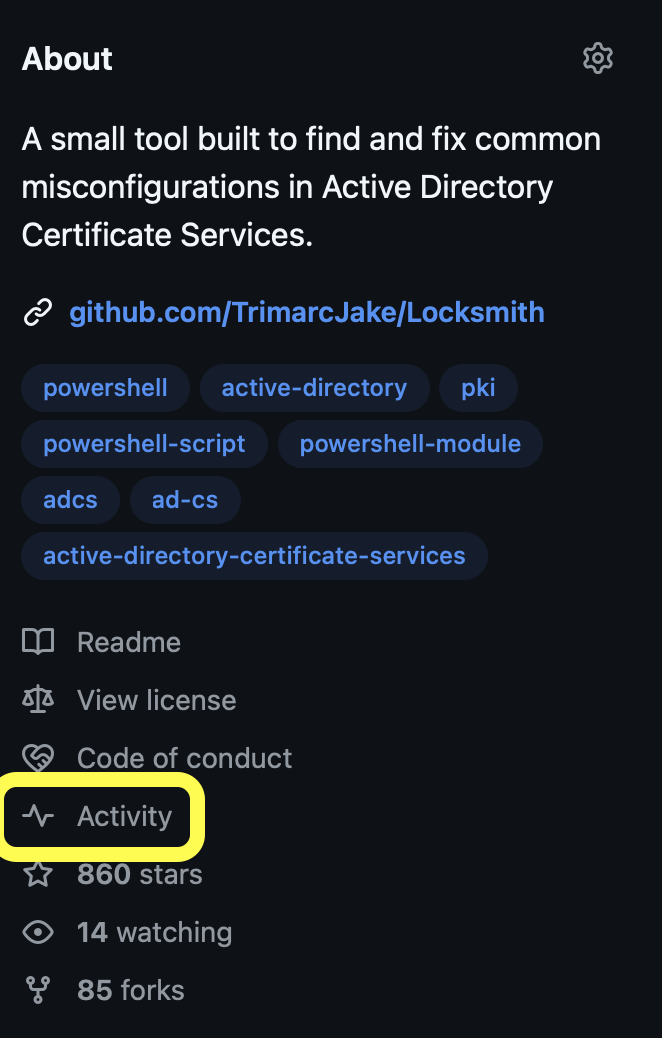 About
A small tool built to find and fix common
misconfigurations in Active Directory
Certificate Services.
github.com/TrimarcJake/Locksmith
powershell active-directory pki
powershell-script powershell-module
adcs ad-cs
active-directory-certificate-services
Readme
View license
Code of conduct
Activity
860 stars
14 watching
85 forks